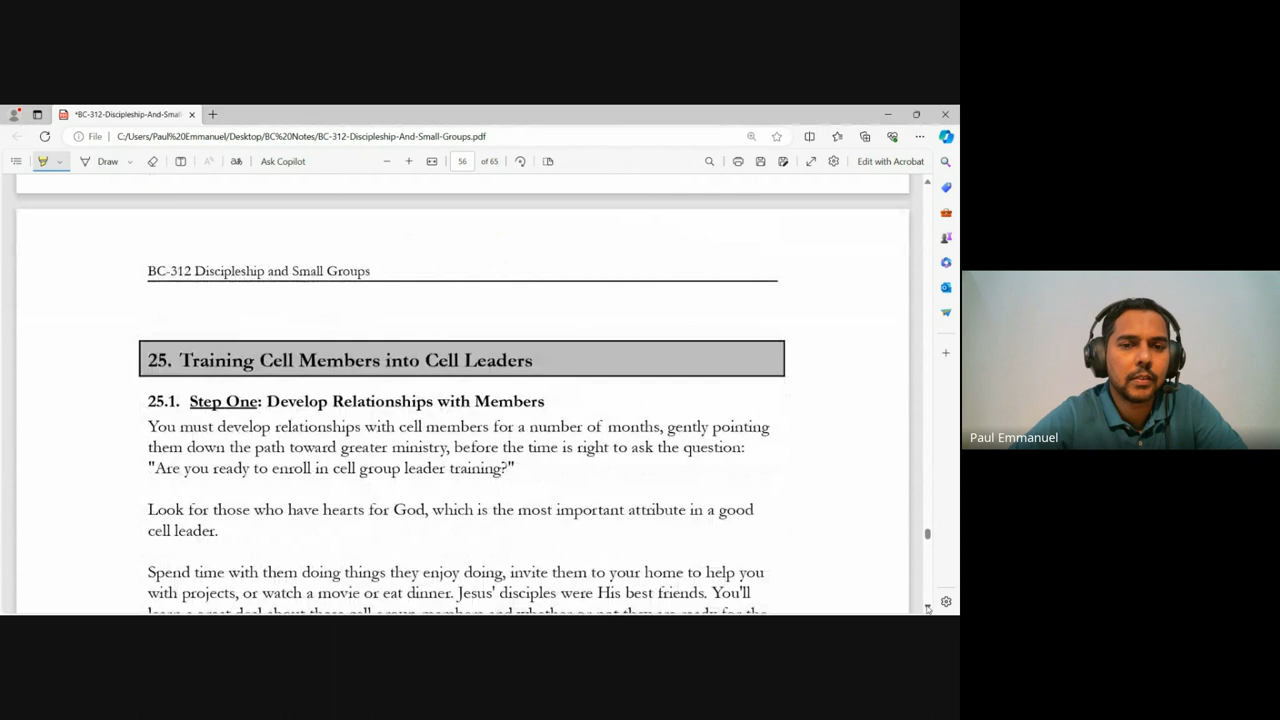 *BC-312-Discipleship-And-Smal
File
C:/Users/Paul%20Emmanuel/Desktop/BC%20Notes/BC-312-Discipleship-And-Small-Groups.pdf
Draw
Ask Copilot
56
of 65
Edit with Acrobat
BC-312 Discipleship and Small Groups
25. Training Cell Members into Cell Leaders
25.1. Step One: Develop Relationships with Members
You must develop relationships with cell members for a number of months, gently pointing
them down the path toward greater ministry, before the time is right to ask the question:
"Are you ready to enroll in cell group leader training?"
Look for those who have hearts for God, which is the most important attribute in a good
cell leader.
Spend time with them doing things they enjoy doing, invite them to your home to help you
with projects, or watch a movie or eat dinner. Jesus' disciples were His best friends. You'll
Paul Emmanuel